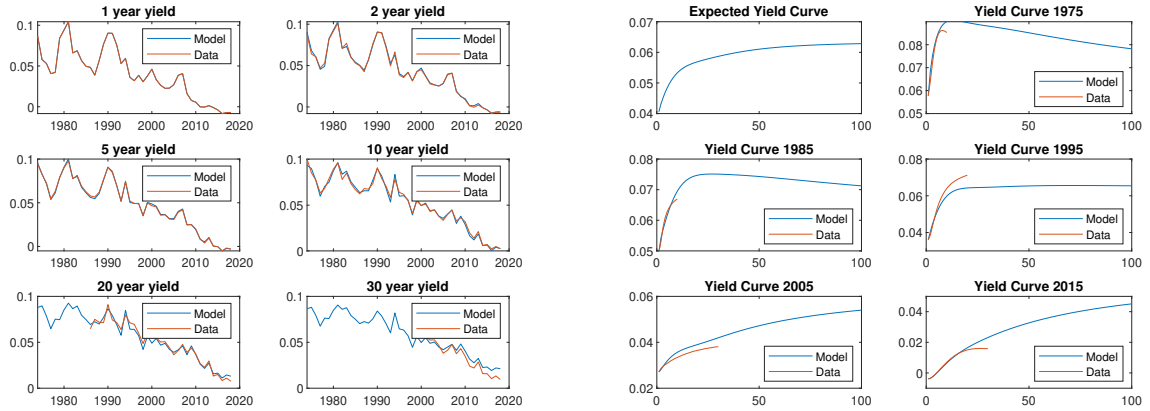 1 year yield
0.1
0.05
0
1980 1990 2000 2010 2020
Model
Data
2 year yield
0.1
0.05
0
1980 1990 2000 2010 2020
Model
Data
5 year yield
0.1
0.05
0
1980 1990 2000 2010 2020
Model
Data
10 year yield
0.1
0.05
0
1980 1990 2000 2010 2020
Model
Data
20 year yield
0.1
0.05
0
1980 1990 2000 2010 2020
Model
Data
30 year yield
0.1
0.05
0
1980 1990 2000 2010 2020
Model
Data
Expected Yield Curve
0.07
0.06
0.05
0.04
0 50 100
Yield Curve 1975
0.08
0.07
0.06
0.05
0 50 100
Model
Data
Yield Curve 1985
0.08
0.07
0.06
0.05
0 50 100
Model
Data
Yield Curve 1995
0.08
0.06
0.04
0 50 100
Model
Data
Yield Curve 2005
0.06
0.04
0.02
0 50 100
Model
Data
Yield Curve 2015
0.04
0.02
0
0 50 100
Model
Data